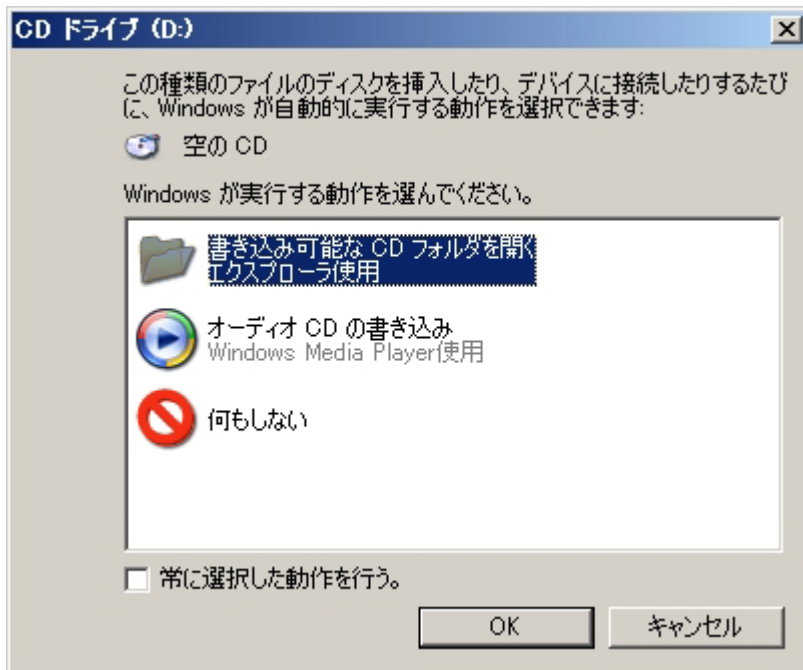 CD ドライブ (D:)
この種類のファイルのディスクを挿入したり、デバイスに接続したりするたび
に、Windows が自動的に実行する動作を選択できます:
空の CD
Windows が実行する動作を選んでください。
書き込み可能な CD フォルダを開く
エクスプローラ使用
オーディオ CD の書き込み
Windows Media Player使用
何もしない
常に選択した動作を行う。
OK
キャンセル